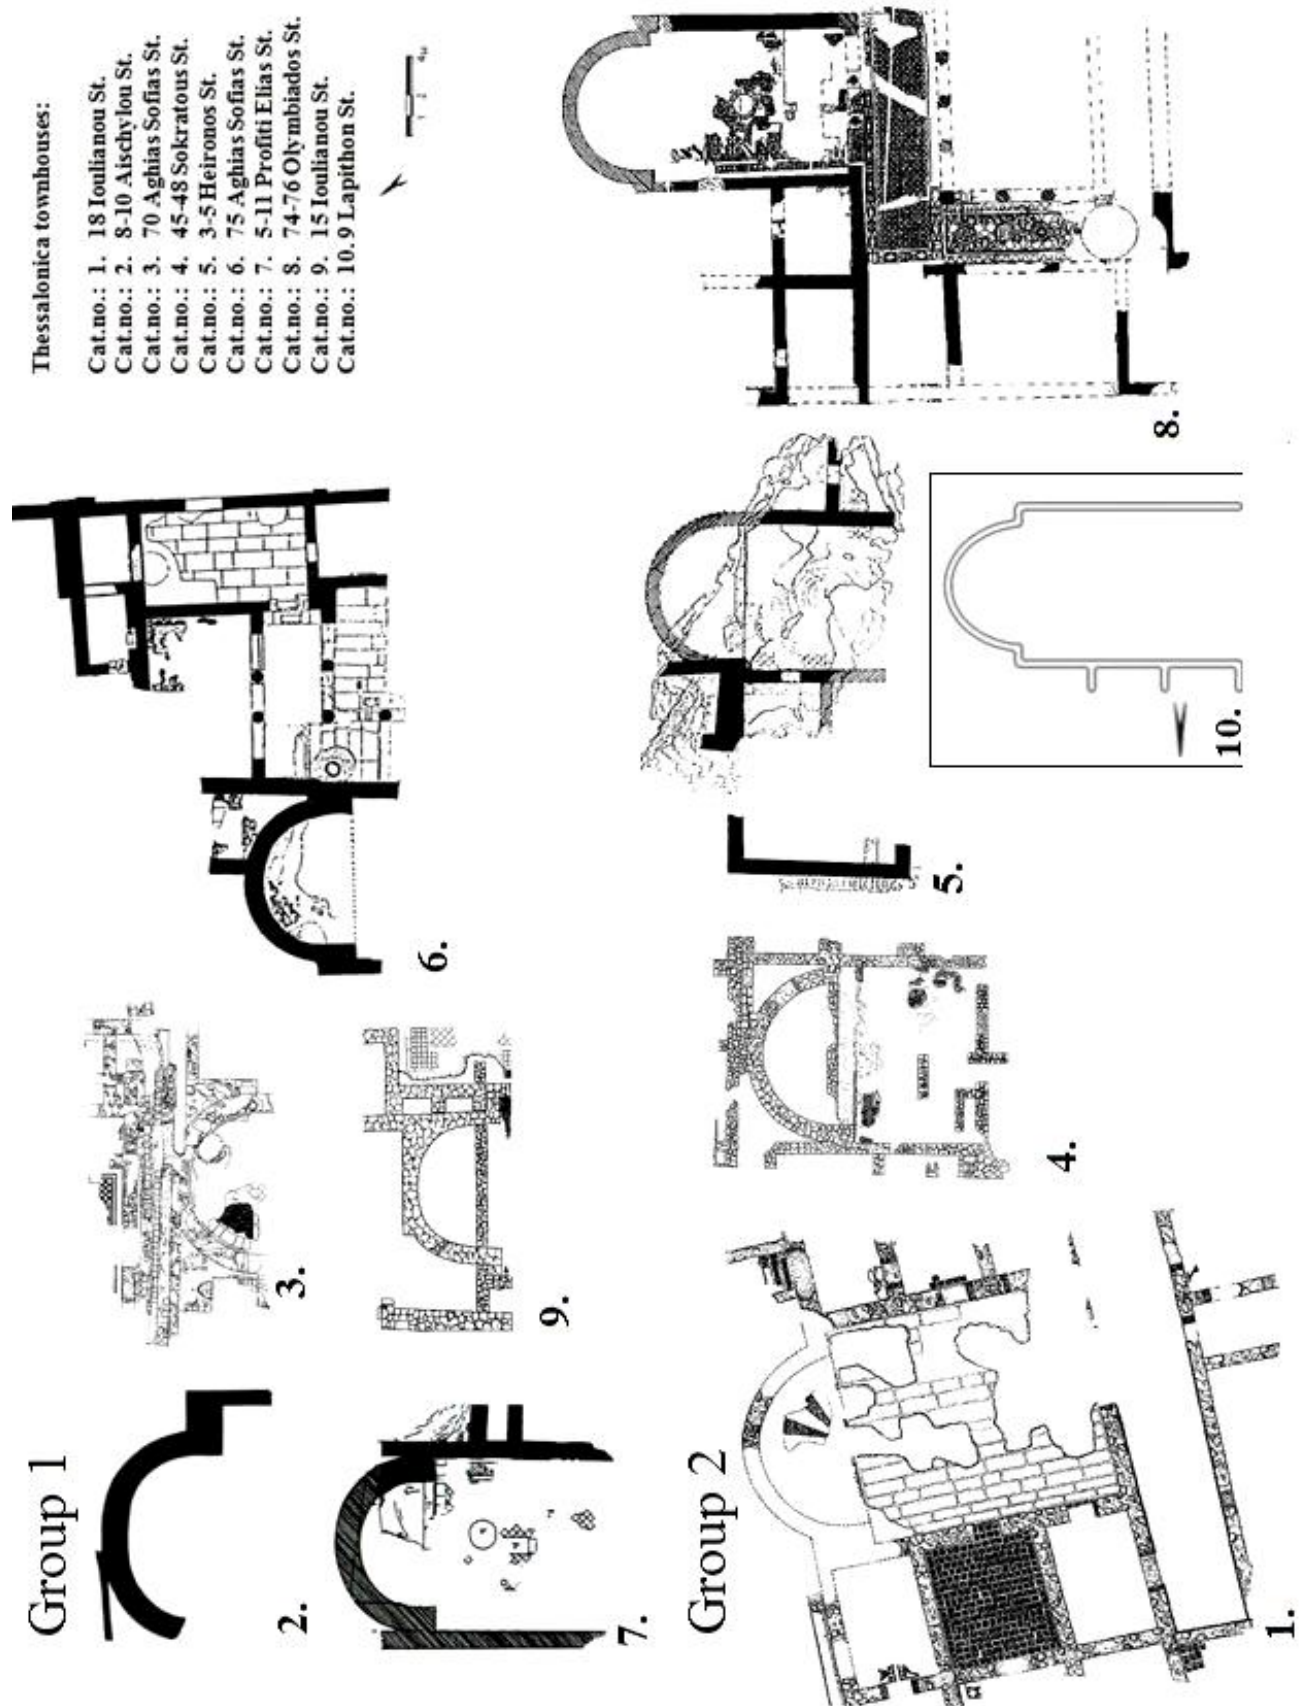 Thessalonica townhouses:
Cat.no.: 1. 18 Ioulianou St.
Cat.no.: 2. 8-10 Aischylou St.
Cat.no.: 3. 70 Aghias Sofias St.
Cat.no.: 4. 45-48 Sokratous St.
Cat.no.: 5. 3-5 Heironos St.
Cat.no.: 6. 75 Aghias Sofias St.
Cat.no.: 7. 5-11 Profiti Elias St.
Cat.no.: 8. 74-76 Olymbiados St.
Cat.no.: 9. 15 Ioulianou St.
Cat.no.: 10. 9 Lapithon St.
1 2
Group 1
2.
3.
6.
7.
9.
Group 2
1.
4.
5.
10.
8.